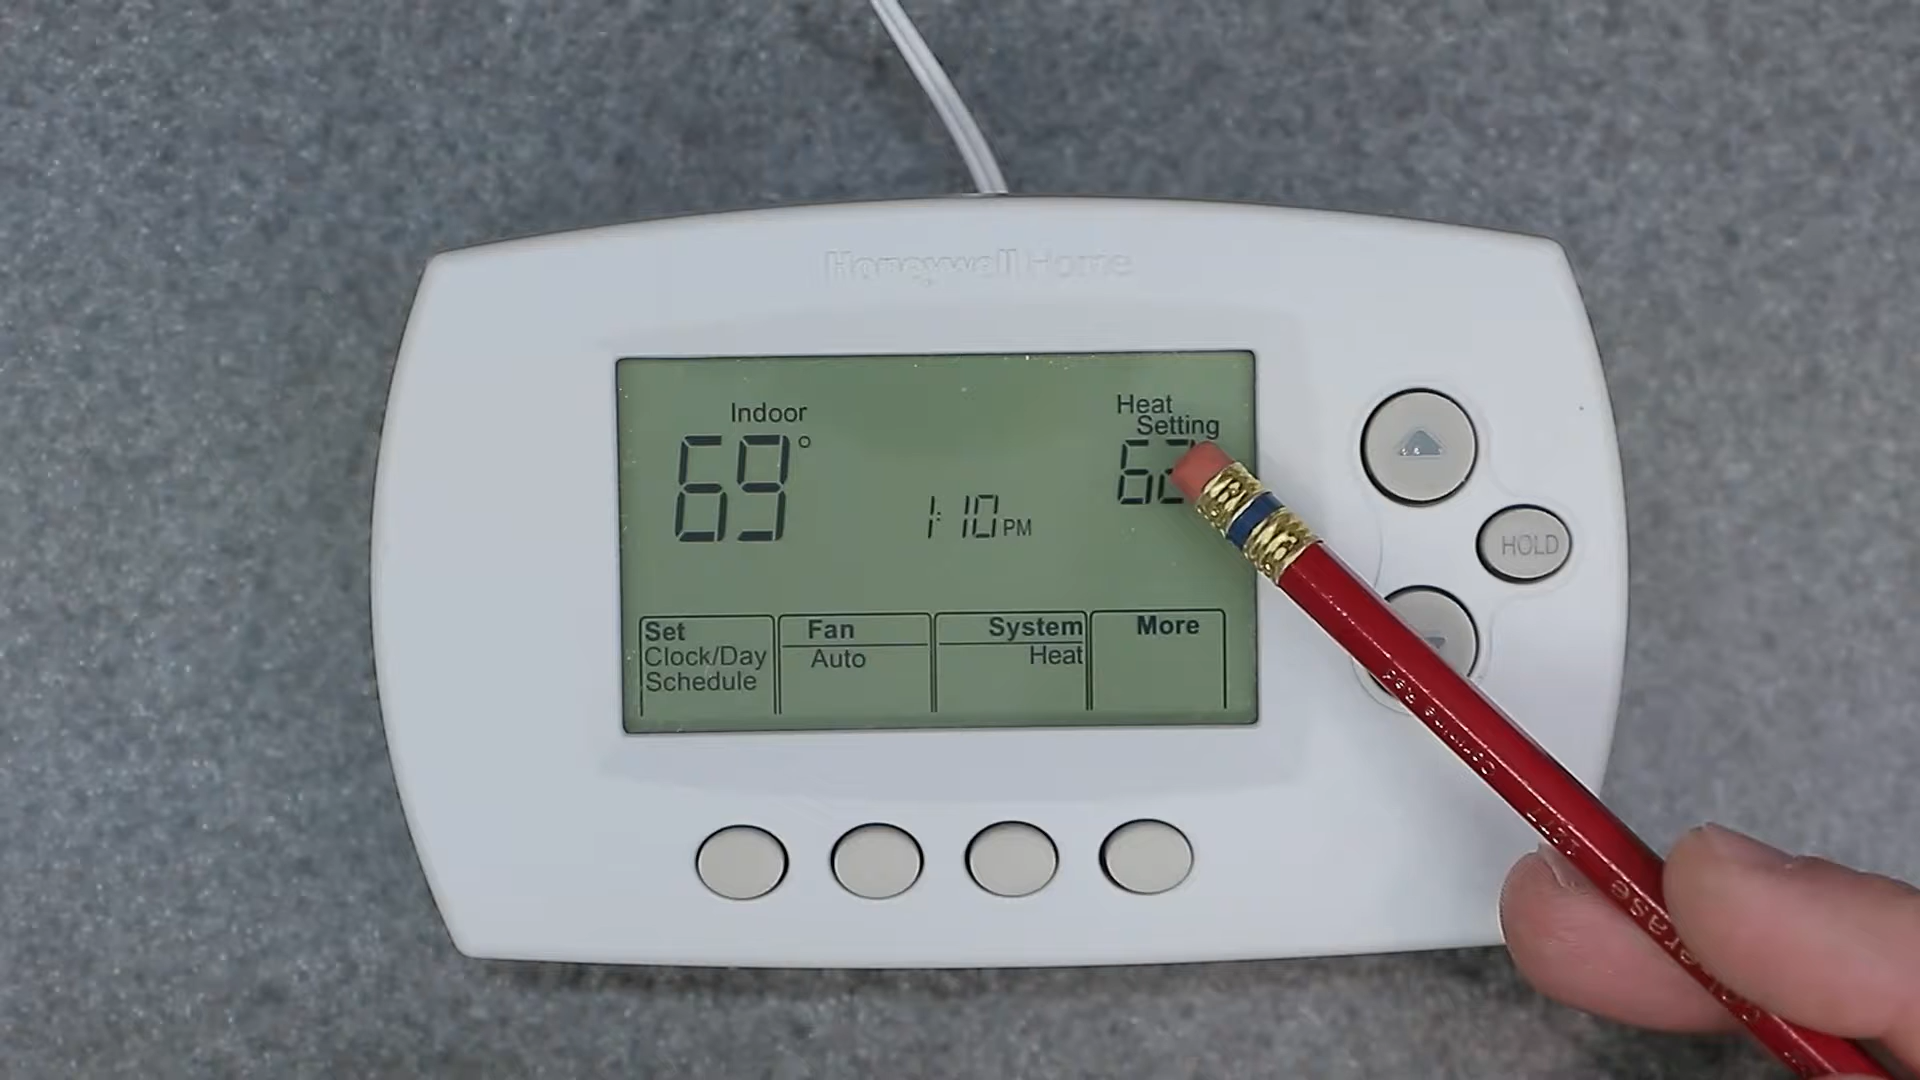 Honeywell Home
Indoor
69°
Heat
Setting
1:10 PM
HOLD
Set
Clock/Day
Schedule
Fan
Auto
System
Heat
More